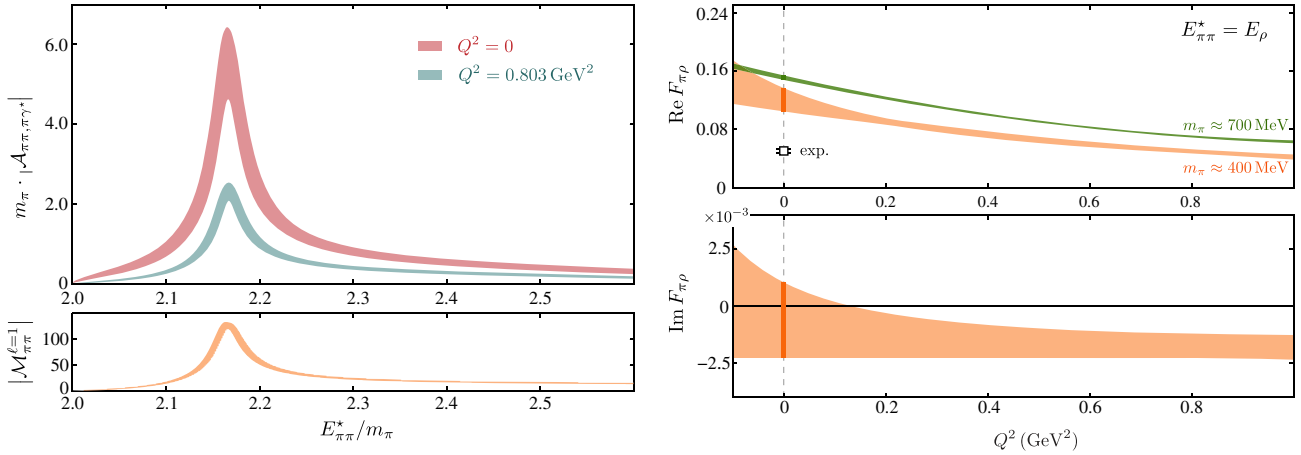 6.0
4.0
2.0
0
m_π · |𝒜_{ππ,πγ⋆}|
Q² = 0
Q² = 0.803 GeV²
2.0 2.1 2.2 2.3 2.4 2.5
100
50
0
|ℳ_{ππ}^{ℓ=1}|
2.0 2.1 2.2 2.3 2.4 2.5
E⋆_{ππ}/m_π
0.24
0.16
0.08
0
Re F_{πρ}
E⋆_{ππ} = E_ρ
m_π ≈ 700 MeV
exp.
m_π ≈ 400 MeV
0 0.2 0.4 0.6 0.8
×10⁻³
2.5
0
−2.5
Im F_{πρ}
0 0.2 0.4 0.6 0.8
Q² (GeV²)